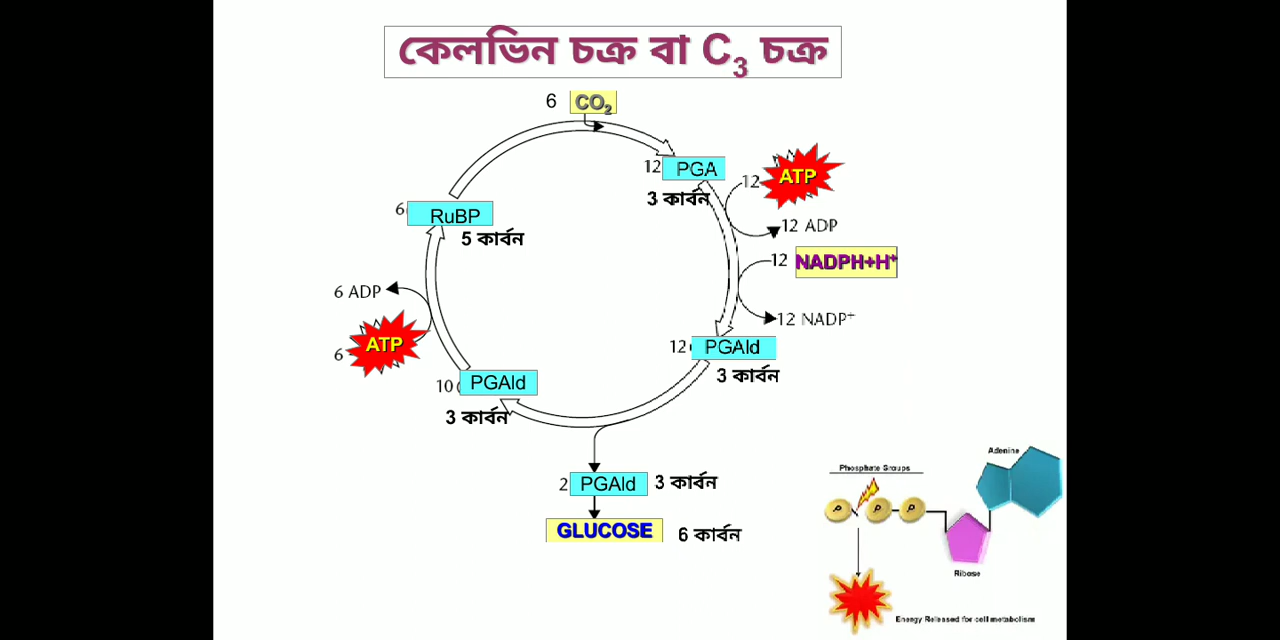 কেলভিন চক্র বা C3 চক্র
6 CO2
12 PGA
3 কার্বন
12 ATP
12 ADP
12 NADPH+H+
12 NADP+
12 PGAld
3 কার্বন
6 RuBP
5 কার্বন
6 ADP
6 ATP
10 PGAld
3 কার্বন
2 PGAld 3 কার্বন
GLUCOSE 6 কার্বন
Adenine
Phosphate Groups
P P P
Ribose
Energy Released for cell metabolism